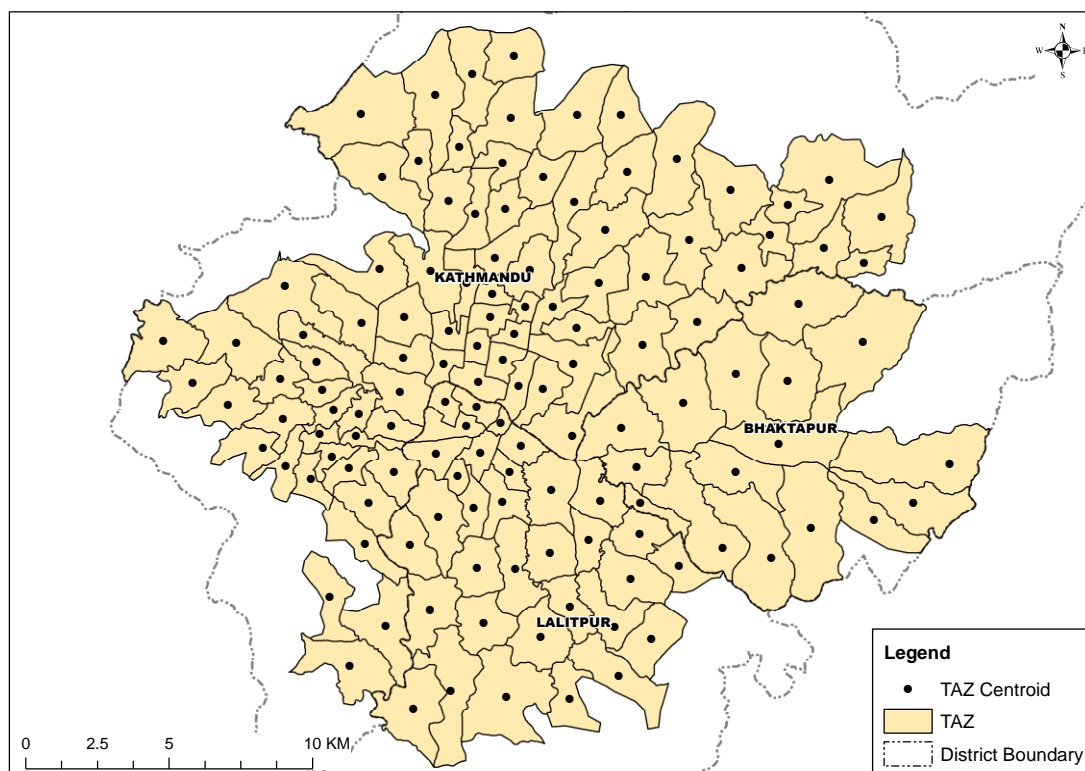 N
W E
S
KATHMANDU
BHAKTAPUR
LALITPUR
Legend
TAZ Centroid
TAZ
District Boundary
0 2.5 5 10 KM